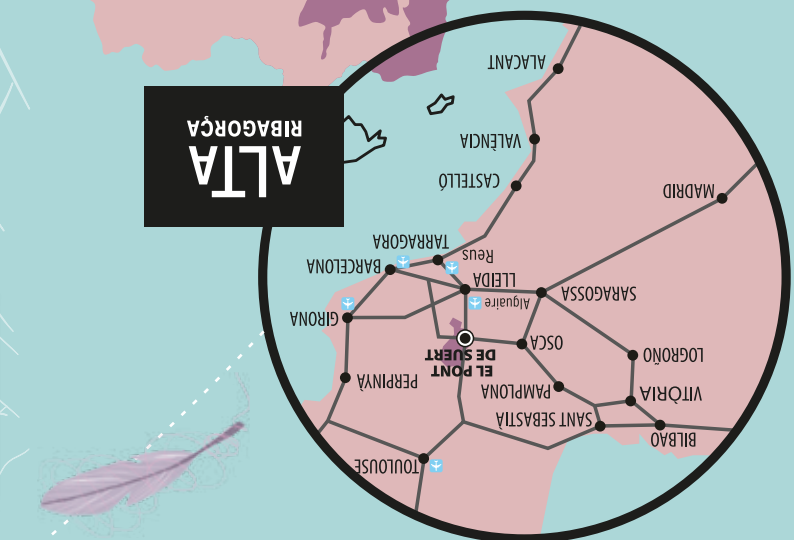 TOULOUSE
BILBAO
SANT SEBASTIÀ
VITÒRIA
PAMPLONA
PERPINYÀ
EL PONT
DE SUERT
LOGROÑO
OSCA
GIRONA
Alguaire
SARAGOSSA
LLEIDA
BARCELONA
Reus
TARRAGORA
MADRID
CASTELLÓ
VALÈNCIA
ALACANT
ALTA
RIBAGORÇA